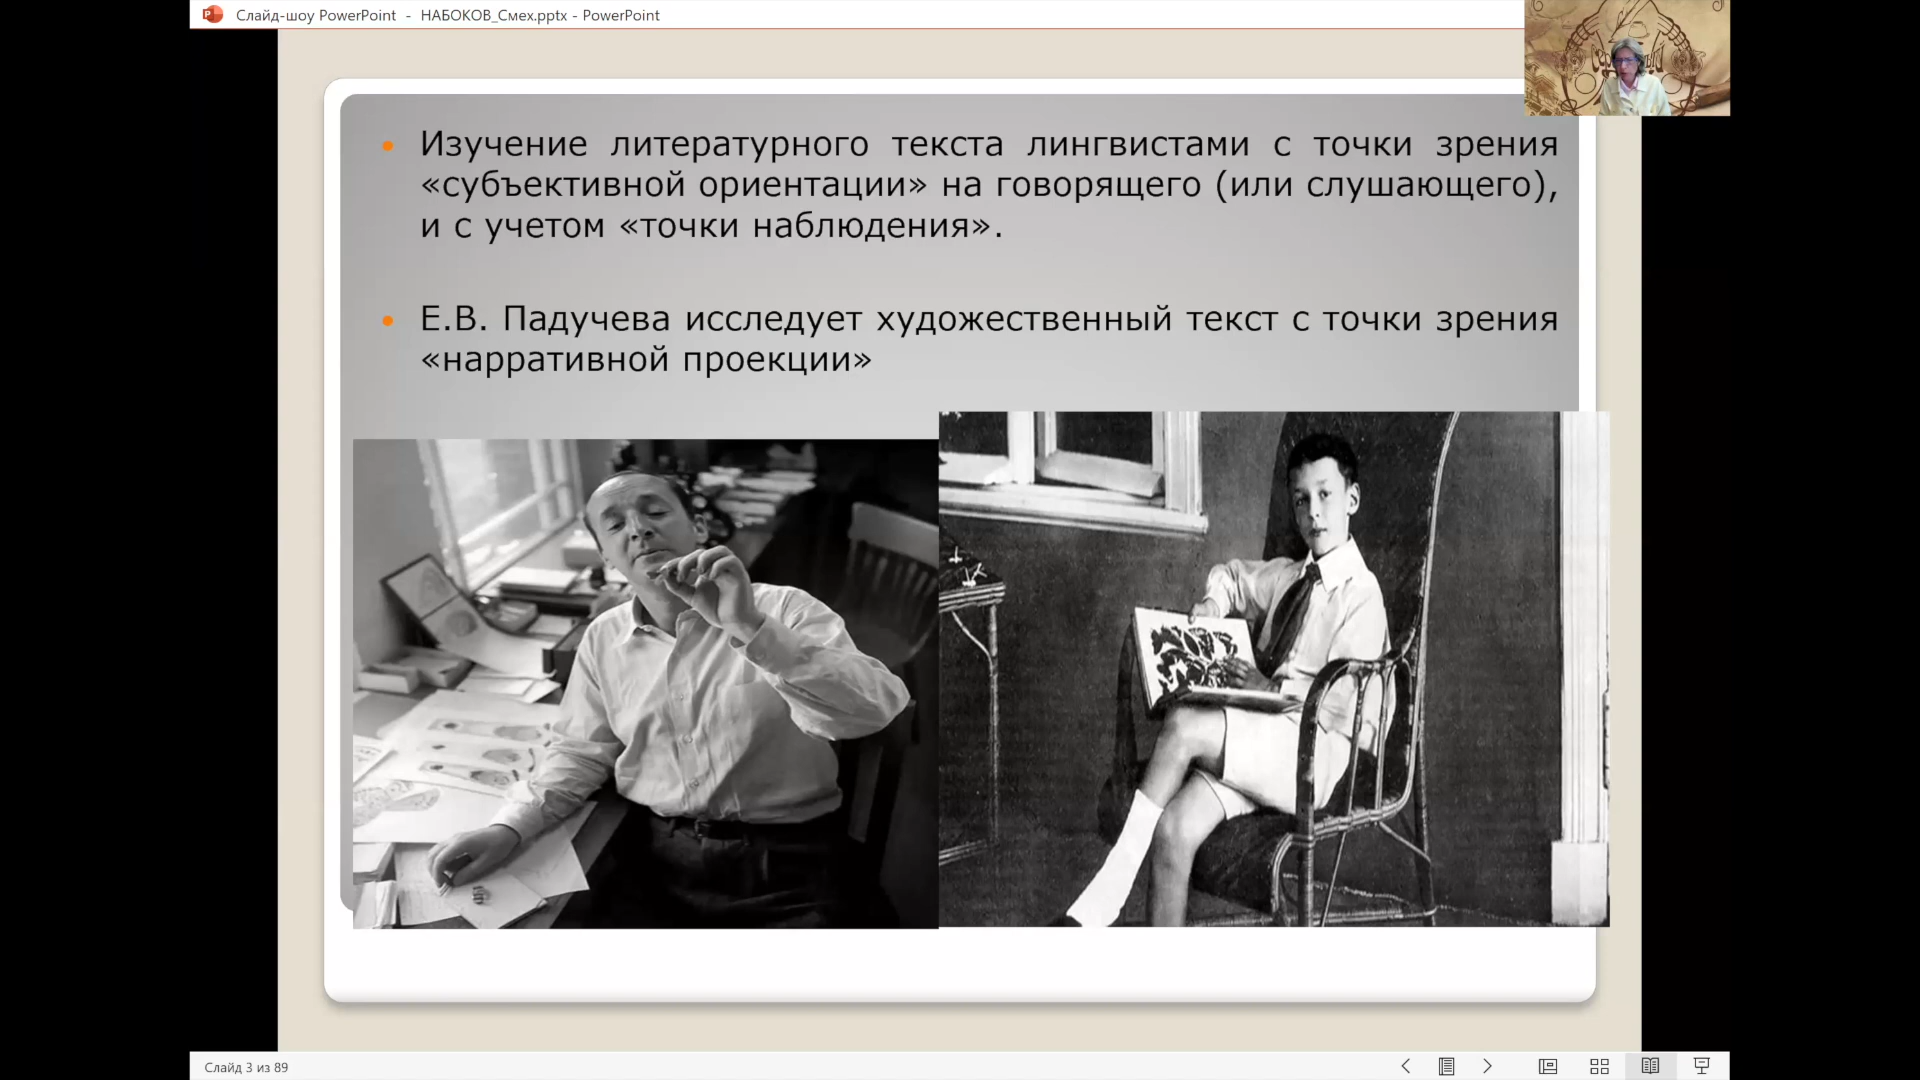 Слайд-шоу PowerPoint - НАБОКОВ_Смех.pptx - PowerPoint
Изучение литературного текста лингвистами с точки зрения
«субъективной ориентации» на говорящего (или слушающего),
и с учетом «точки наблюдения».
Е.В. Падучева исследует художественный текст с точки зрения
«нарративной проекции»
Слайд 3 из 89